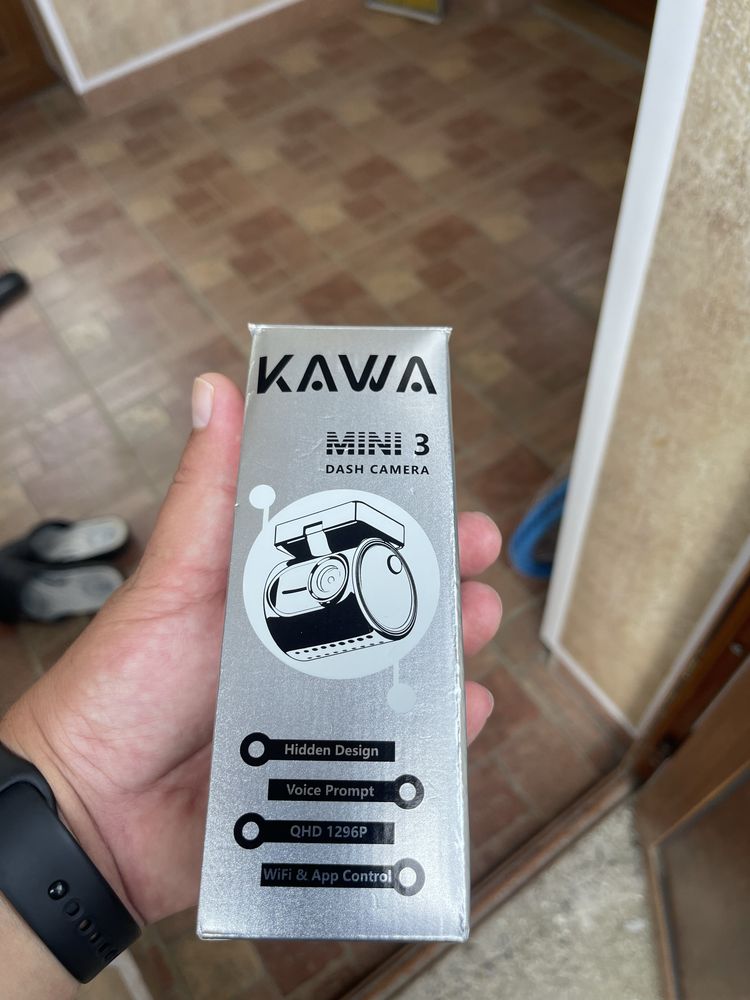 KAWA
MINI 3
DASH CAMERA
Hidden Design
Voice Prompt
QHD 1296P
WiFi & App Control